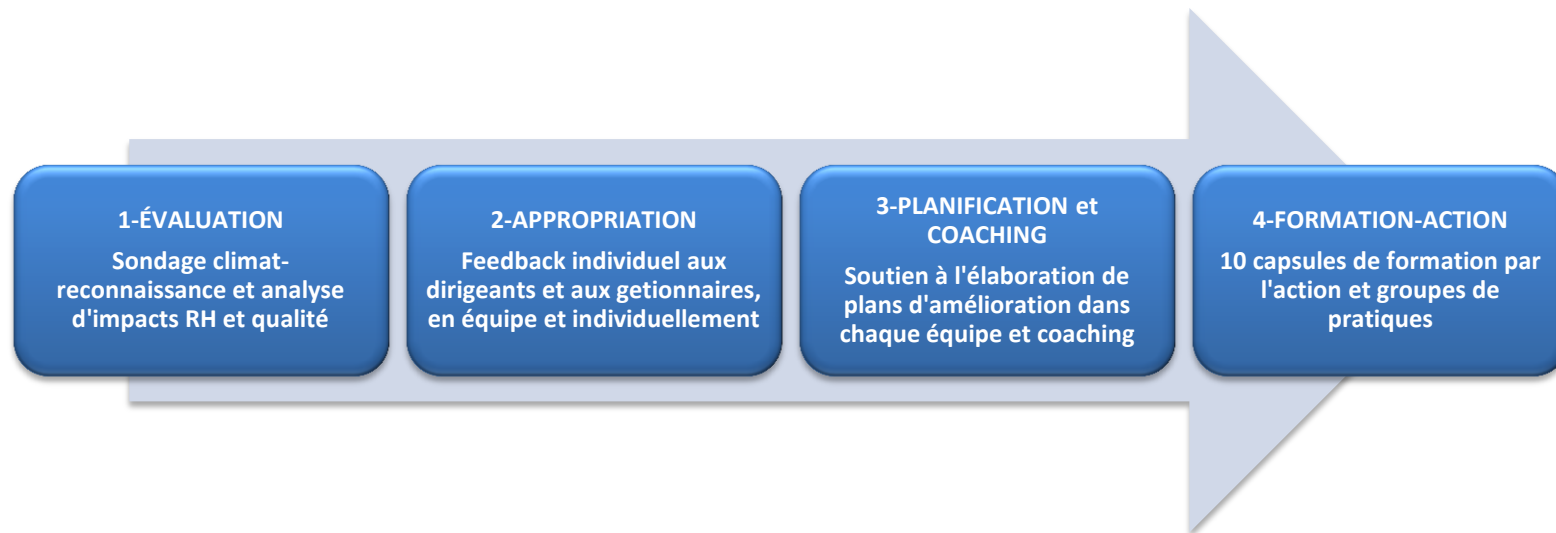 1-ÉVALUATION
Sondage climat-
reconnaissance et analyse
d'impacts RH et qualité
2-APPROPRIATION
Feedback individuel aux
dirigeants et aux getionnaires,
en équipe et individuellement
3-PLANIFICATION et
COACHING
Soutien à l'élaboration de
plans d'amélioration dans
chaque équipe et coaching
4-FORMATION-ACTION
10 capsules de formation par
l'action et groupes de
pratiques